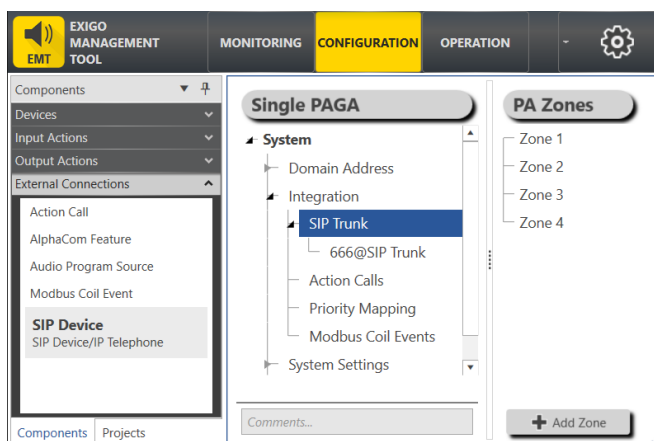 EXIGO
MANAGEMENT
TOOL
EMT
MONITORING
CONFIGURATION
OPERATION
-
Components
Devices
Input Actions
Output Actions
External Connections
Action Call
AlphaCom Feature
Audio Program Source
Modbus Coil Event
SIP Device
SIP Device/IP Telephone
Components
Projects
Single PAGA
System
Domain Address
Integration
SIP Trunk
666@SIP Trunk
Action Calls
Priority Mapping
Modbus Coil Events
System Settings
Comments...
PA Zones
Zone 1
Zone 2
Zone 3
Zone 4
+ Add Zone